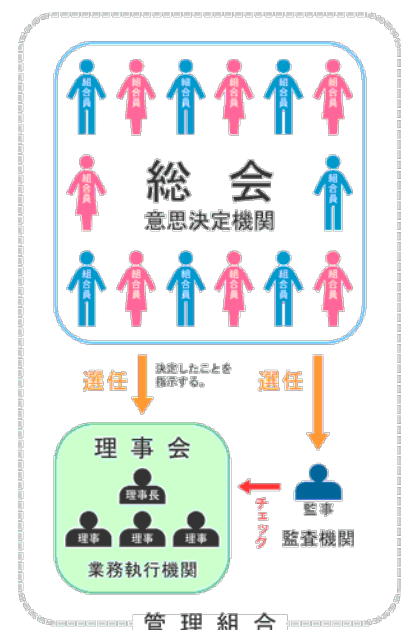 組合員 組合員 組合員 組合員 組合員 組合員
組合員 組合員
総会
意思決定機関
組合員 組合員 組合員 組合員 組合員 組合員
選任
決定したことを
指示する。
選任
理事会
理事長
理事 理事 理事
業務執行機関
チェック
監事
監査機関
管理組合